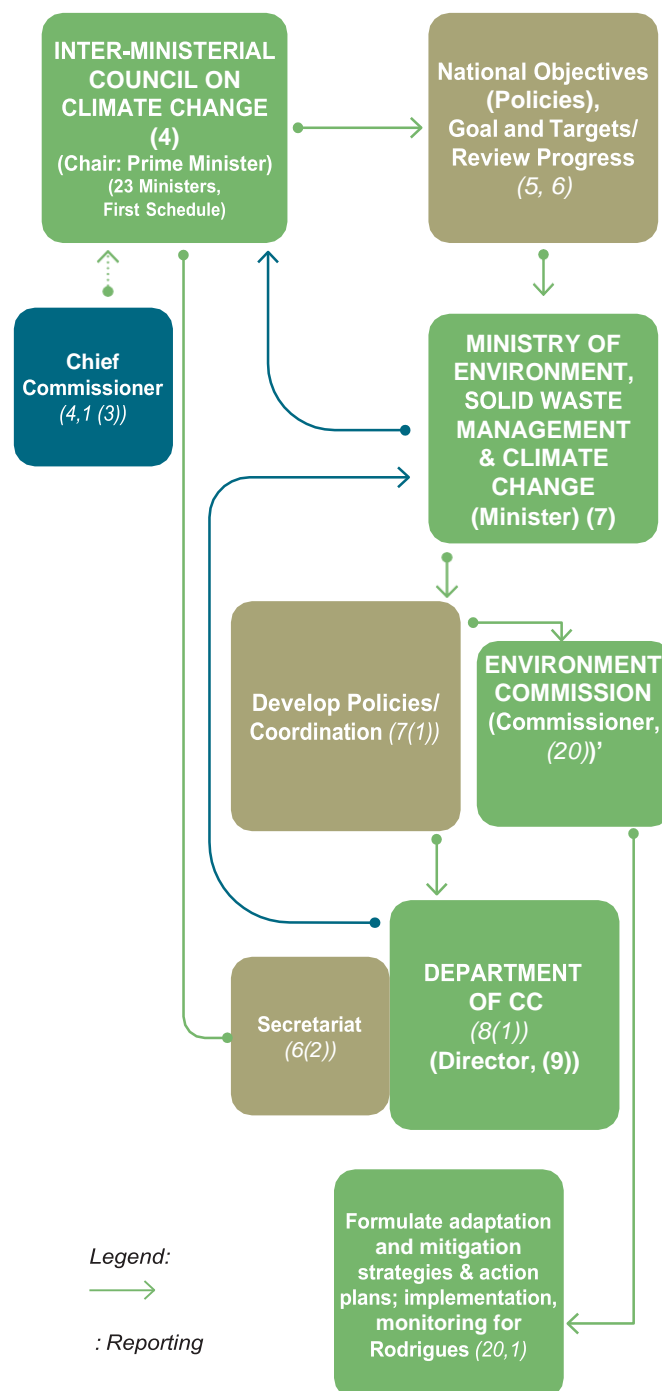 INTER-MINISTERIAL
COUNCIL ON
CLIMATE CHANGE
(4)
(Chair: Prime Minister)
(23 Ministers,
First Schedule)
National Objectives
(Policies),
Goal and Targets/
Review Progress
(5, 6)
Chief
Commissioner
(4,1 (3))
MINISTRY OF
ENVIRONMENT,
SOLID WASTE
MANAGEMENT
& CLIMATE
CHANGE
(Minister) (7)
Develop Policies/
Coordination (7(1))
ENVIRONMENT
COMMISSION
(Commissioner,
(20))’
Secretariat
(6(2))
DEPARTMENT
OF CC
(8(1))
(Director, (9))
Formulate adaptation
and mitigation
strategies & action
plans; implementation,
monitoring for
Rodrigues (20,1)
Legend:
: Reporting